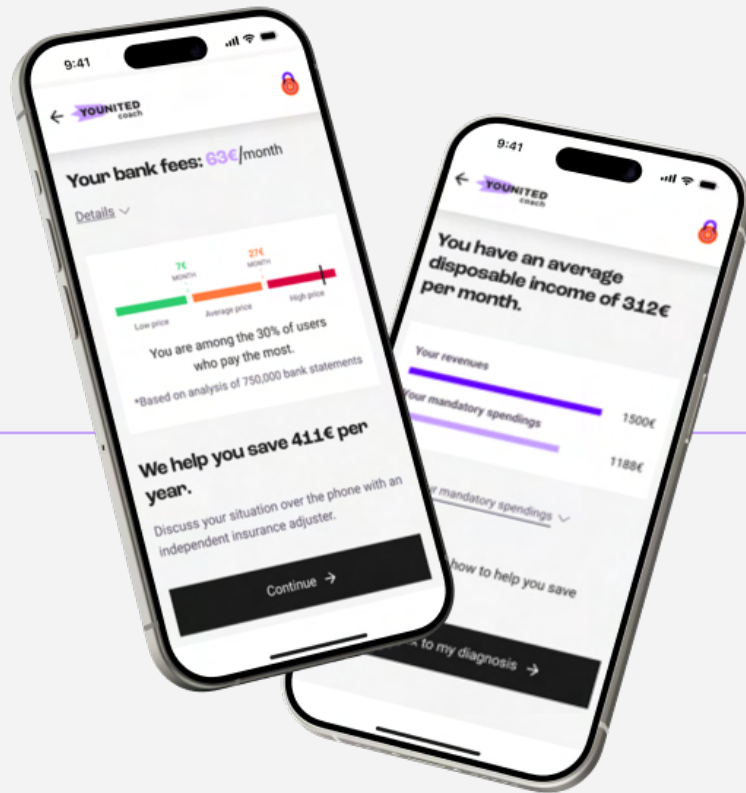 9:41
YOUNITED
coach
Your bank fees: 63€/month
Details
7€
MONTH
27€
MONTH
Low price
Average price
High price
You are among the 30% of users
who pay the most.
*Based on analysis of 750,000 bank statements
We help you save 411€ per
year.
Discuss your situation over the phone with an
independent insurance adjuster.
Continue →
9:41
YOUNITED
coach
You have an average
disposable income of 312€
per month.
Your revenues
1500€
Your mandatory spendings
1188€
mandatory spendings
how to help you save
to my diagnosis →